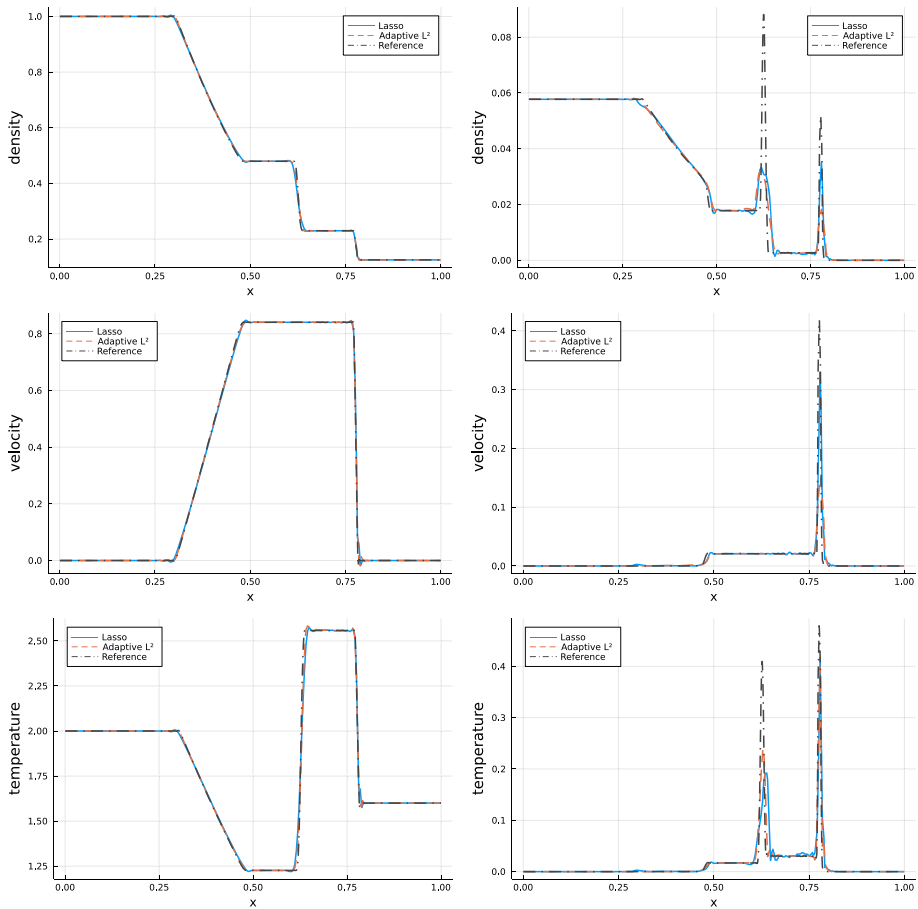 density
1.0
0.8
0.6
0.4
0.2
0.00
0.25
0.50
0.75
1.00
x
Lasso
Adaptive L²
Reference
density
0.08
0.06
0.04
0.02
0.00
0.00
0.25
0.50
0.75
1.00
x
Lasso
Adaptive L²
Reference
velocity
0.8
0.6
0.4
0.2
0.0
0.00
0.25
0.50
0.75
1.00
x
Lasso
Adaptive L²
Reference
velocity
0.4
0.3
0.2
0.1
0.0
0.00
0.25
0.50
0.75
1.00
x
Lasso
Adaptive L²
Reference
temperature
2.50
2.25
2.00
1.75
1.50
1.25
0.00
0.25
0.50
0.75
1.00
x
Lasso
Adaptive L²
Reference
temperature
0.4
0.3
0.2
0.1
0.0
0.00
0.25
0.50
0.75
1.00
x
Lasso
Adaptive L²
Reference